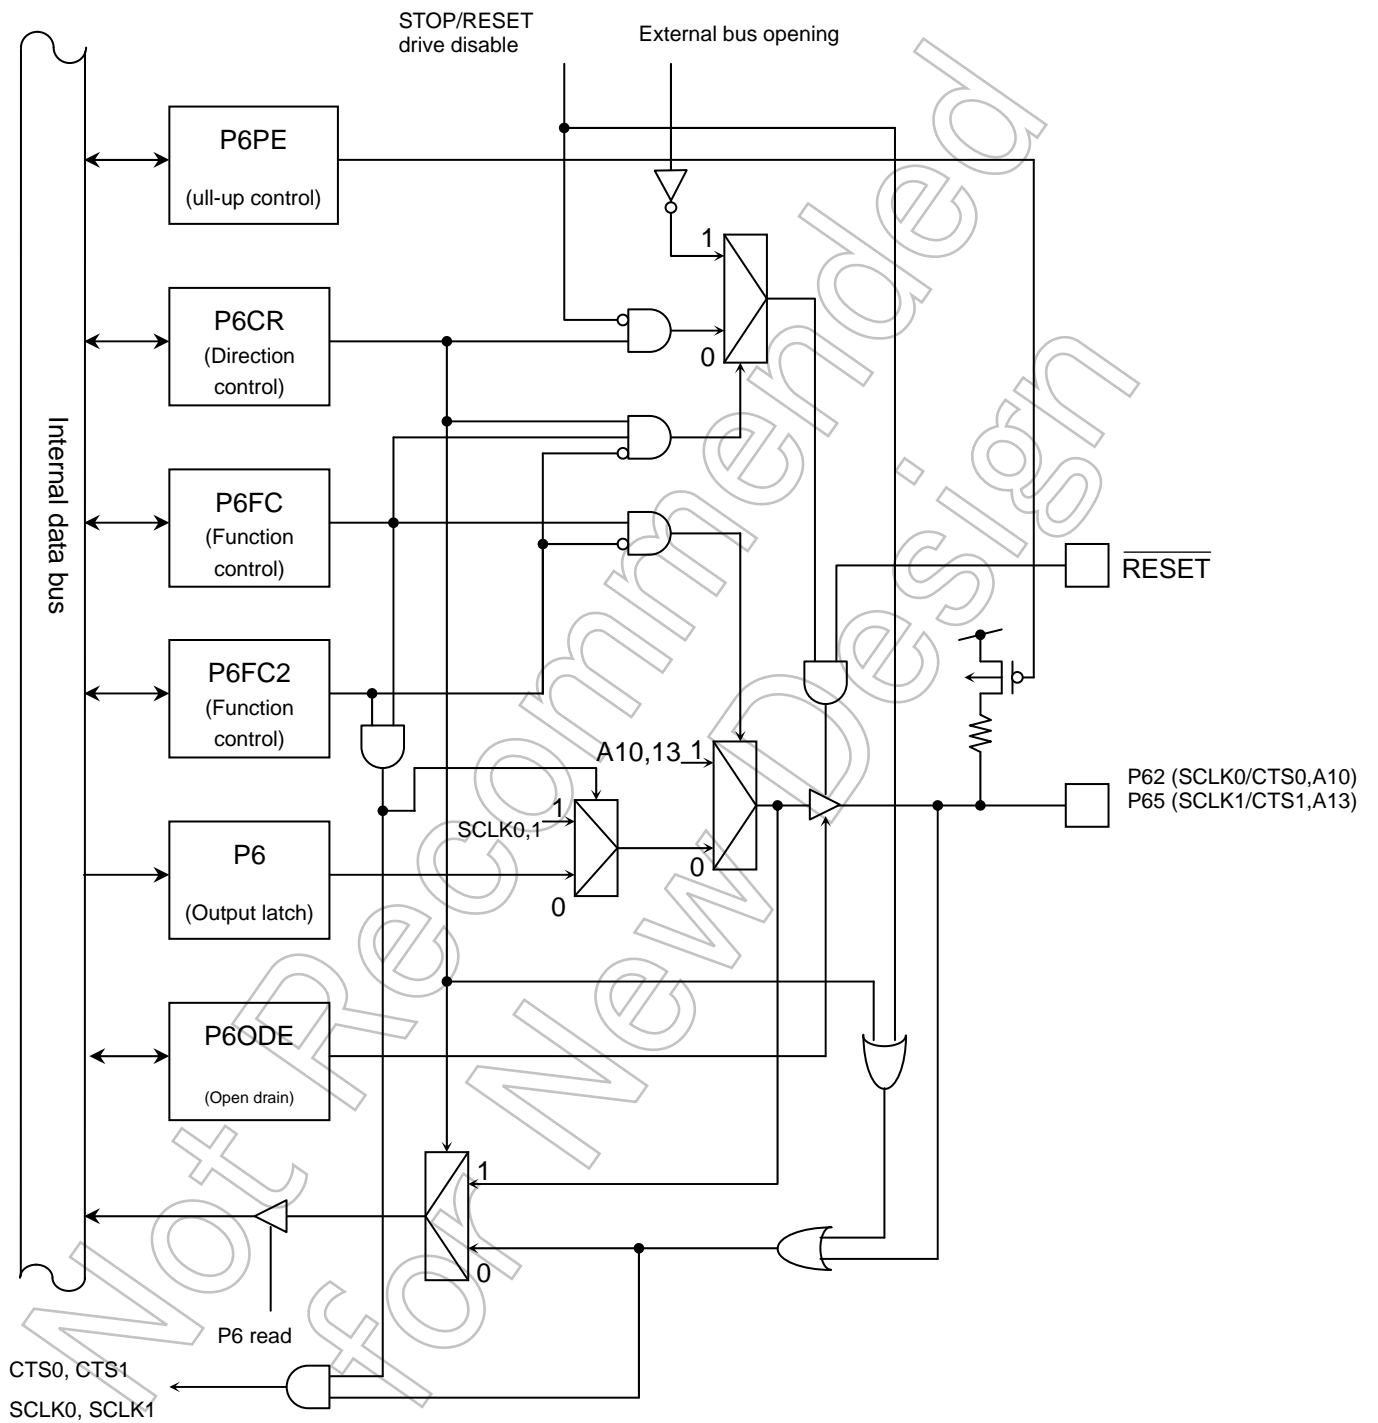 STOP/RESET
drive disable
External bus opening
P6PE
(ull-up control)
1
P6CR
(Direction
control)
0
Internal data bus
P6FC
(Function
control)
RESET
P6FC2
(Function
control)
A10,13
1
P62 (SCLK0/CTS0,A10)
P65 (SCLK1/CTS1,A13)
1
SCLK0,1
P6
(Output latch)
0
0
P6ODE
(Open drain)
1
0
P6 read
CTS0, CTS1
SCLK0, SCLK1
Not Recommended
for New Design